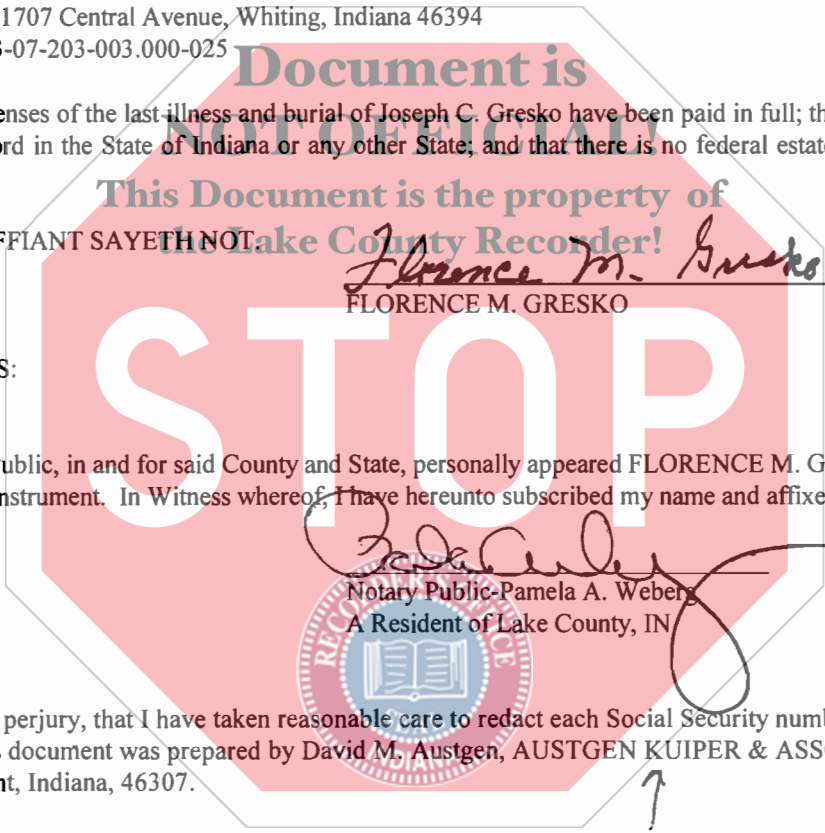 1707 Central Avenue, Whiting, Indiana 46394
-07-203-003.000-025
Document is
enses of the last illness and burial of Joseph C. Gresko have been paid in full; th
NOT OFFICIAL!
rd in the State of Indiana or any other State; and that there is no federal estate
This Document is the property of
the Lake County Recorder!
FFIANT SAYETH NOT.
Florence M. Gresko
FLORENCE M. GRESKO
STOP
S:
ublic, in and for said County and State, personally appeared FLORENCE M. G
nstrument. In Witness whereof, I have hereunto subscribed my name and affixe
Notary Public-Pamela A. Weberg
A Resident of Lake County, IN
RECORDER'S OFFICE
SEAL
INDIANA
perjury, that I have taken reasonable care to redact each Social Security numb
s document was prepared by David M. Austgen, AUSTGEN KUIPER & ASS
nt, Indiana, 46307.